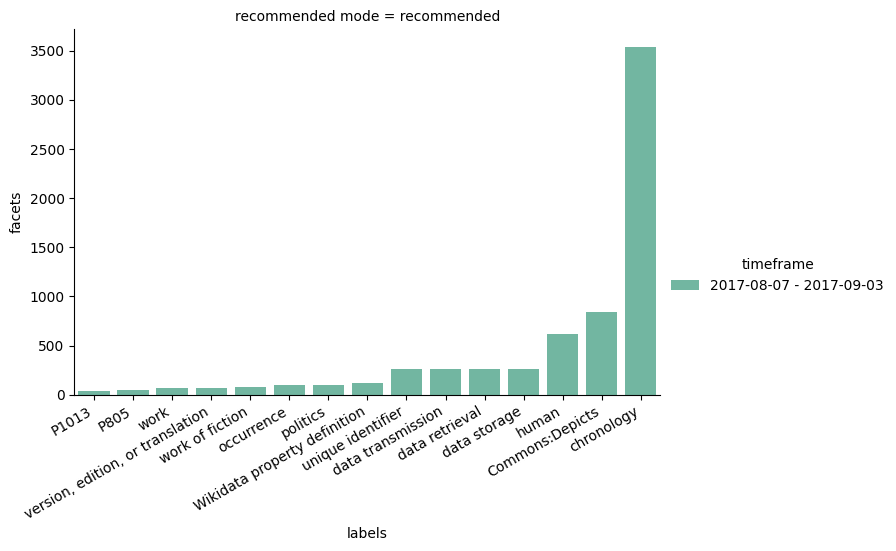 recommended mode = recommended
3500
3000
2500
2000
1500
1000
500
0
facets
P1013
P805
work
version, edition, or translation
work of fiction
occurrence
politics
Wikidata property definition
unique identifier
data transmission
data retrieval
data storage
human
Commons:Depicts
chronology
labels
timeframe
2017-08-07 - 2017-09-03